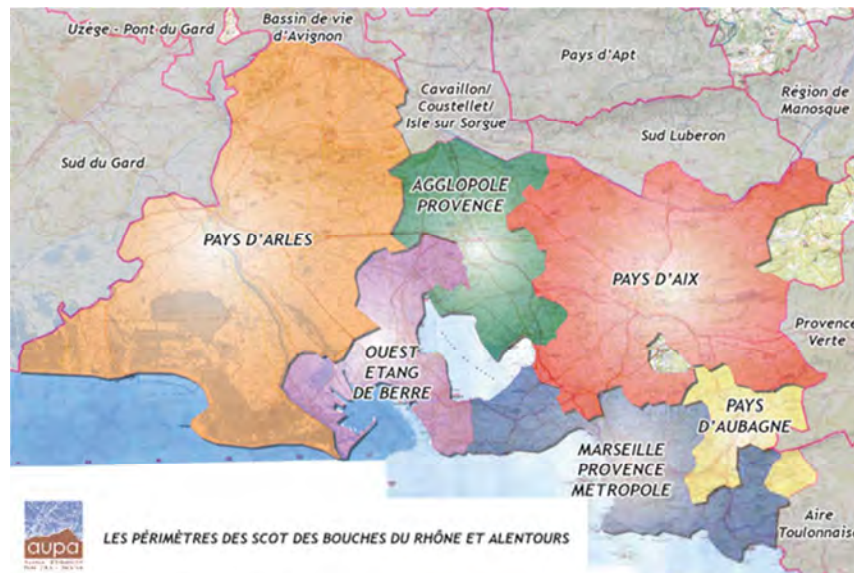 Uzège - Pont du Gard
Bassin de vie
d'Avignon
Pays d'Apt
Cavaillon/
Coustellet/
Isle sur Sorgue
Région de
Manosque
Sud Luberon
Sud du Gard
AGGLOPOLE
PROVENCE
PAYS D'ARLES
PAYS D'AIX
Provence
Verte
OUEST
ETANG
DE BERRE
PAYS
D'AUBAGNE
MARSEILLE
PROVENCE
METROPOLE
Aire
Toulonnaise
aupa
LES PÉRIMÈTRES DES SCOT DES BOUCHES DU RHÔNE ET ALENTOURS